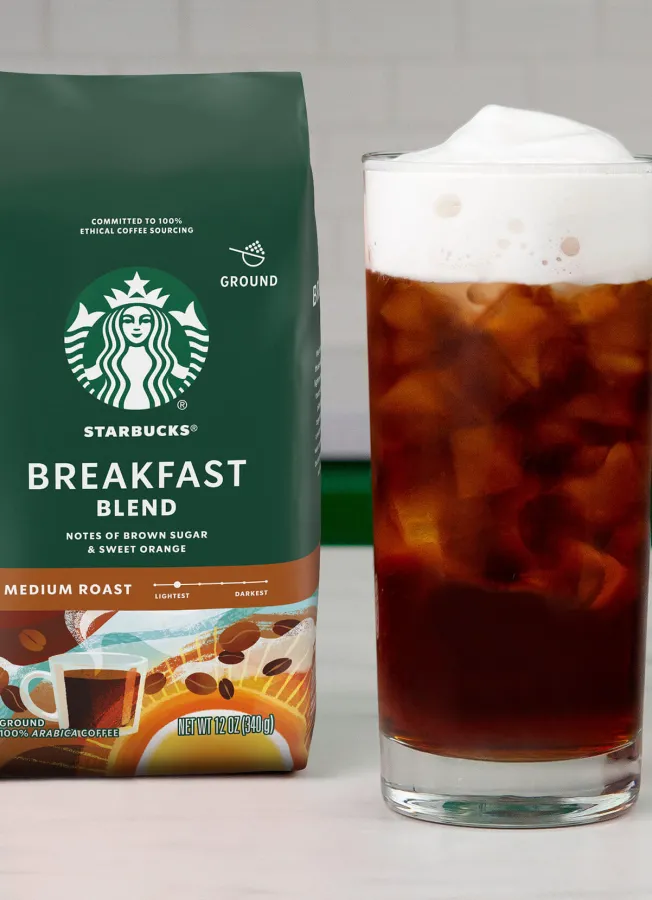 COMMITTED TO 100%
ETHICAL COFFEE SOURCING
GROUND
STARBUCKS®
BREAKFAST
BLEND
NOTES OF BROWN SUGAR
& SWEET ORANGE
MEDIUM ROAST
LIGHTEST DARKEST
GROUND
100% ARABICA COFFEE
NET WT 12 OZ (340 g)